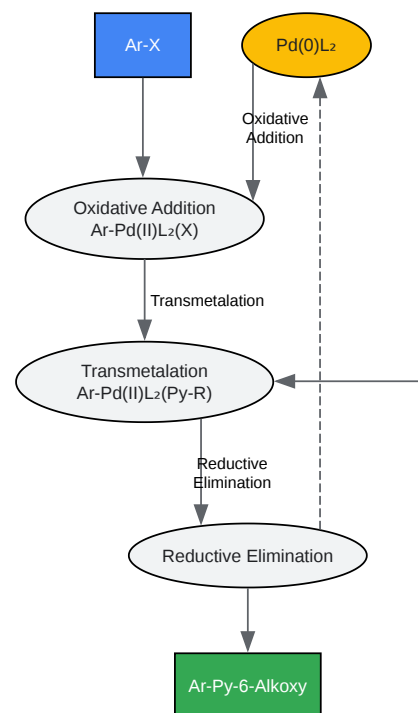 Ar-X
Pd(0)L₂
Oxidative
Addition
Oxidative Addition
Ar-Pd(II)L₂(X)
Transmetalation
Transmetalation
Ar-Pd(II)L₂(Py-R)
Reductive
Elimination
Reductive Elimination
Ar-Py-6-Alkoxy